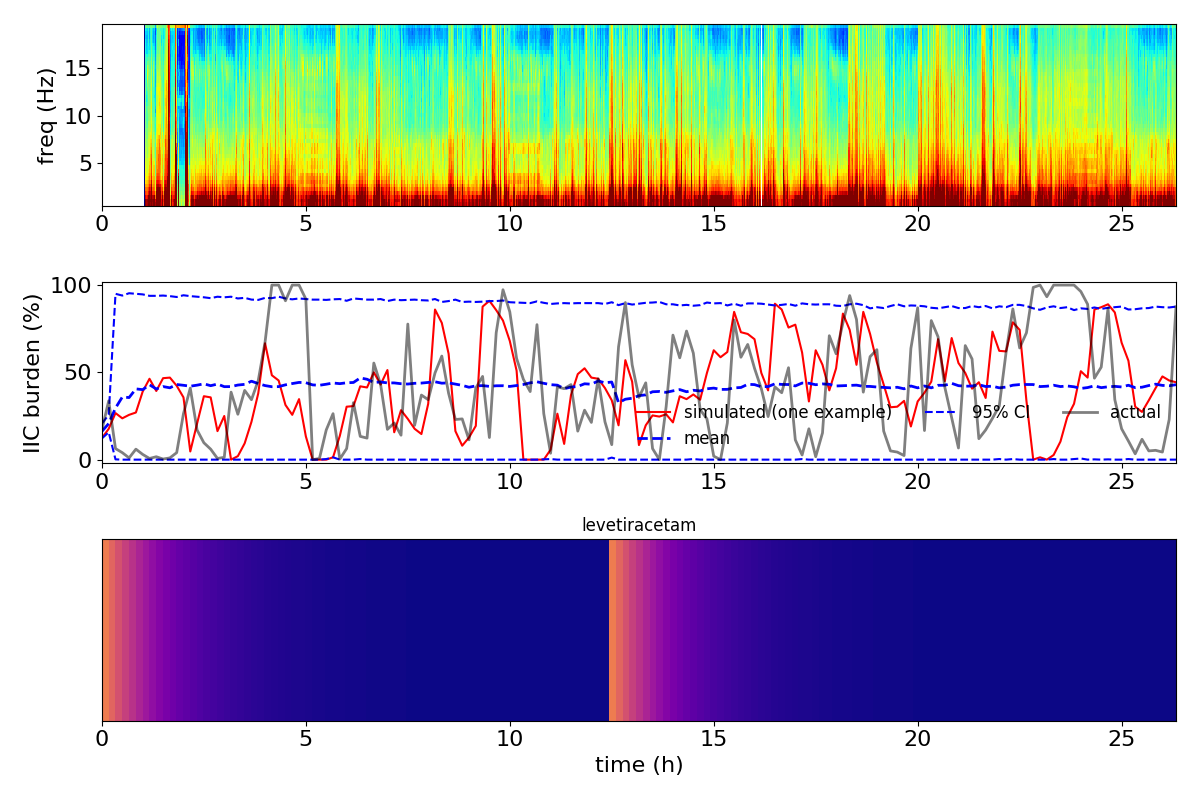 freq (Hz)
15
10
5
0 5 10 15 20 25
IIC burden (%)
100
50
0
simulated (one example)
mean
95% CI
actual
0 5 10 15 20 25
levetiracetam
0 5 10 15 20 25
time (h)